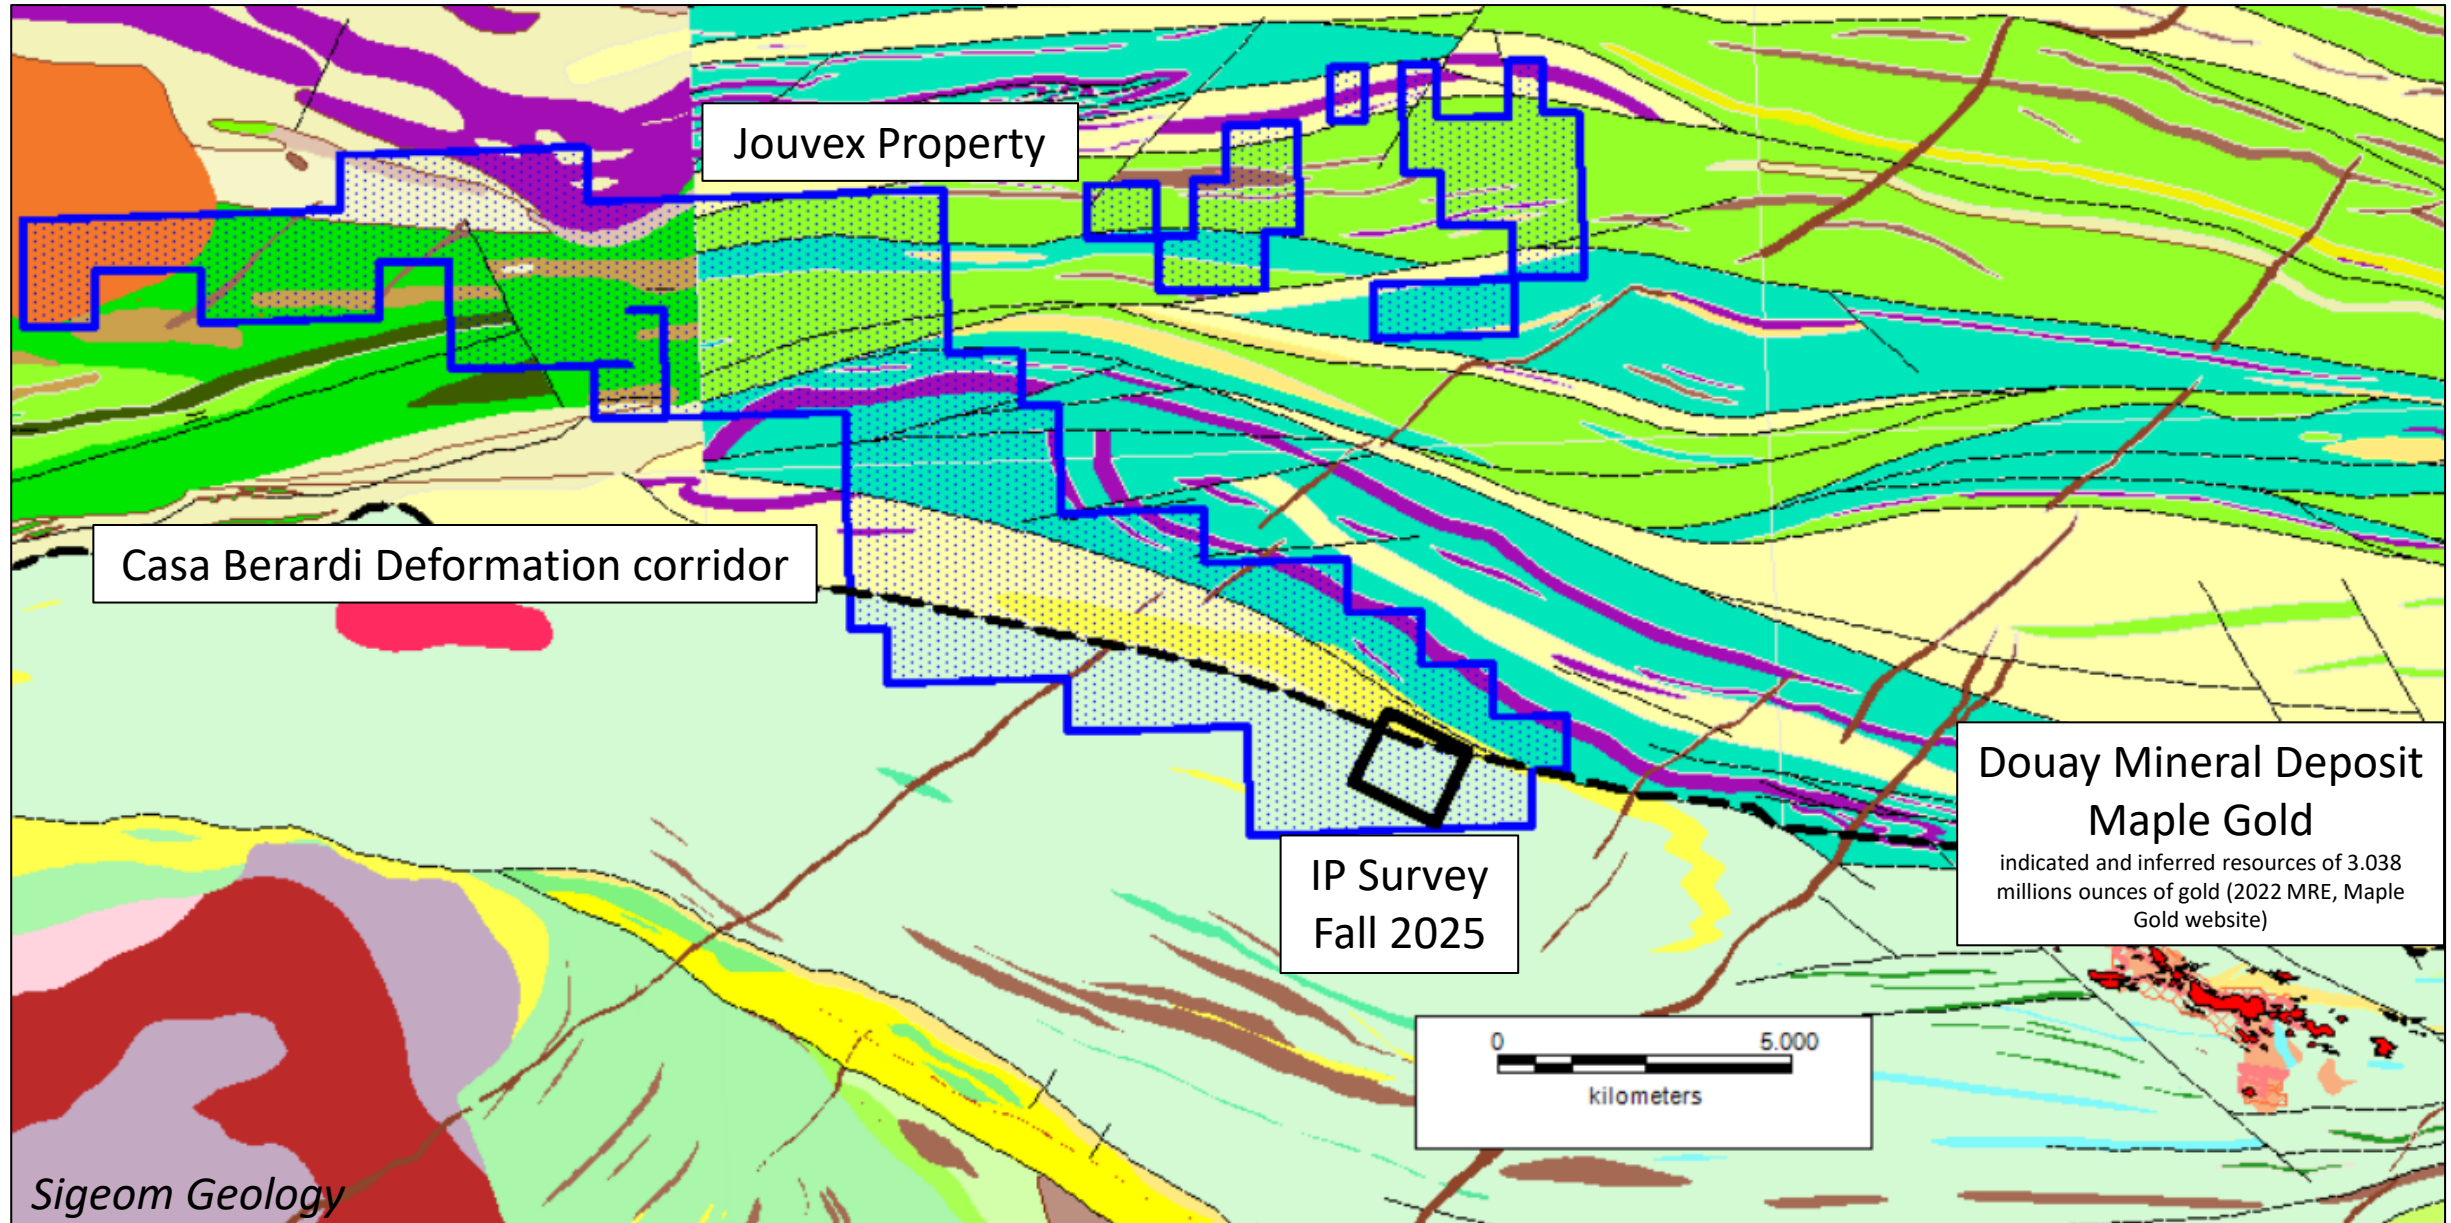 Jouvex Property
Casa Berardi Deformation corridor
Douay Mineral Deposit
Maple Gold
indicated and inferred resources of 3.038
millions ounces of gold (2022 MRE, Maple
Gold website)
IP Survey
Fall 2025
0 5.000
kilometers
Sigeom Geology